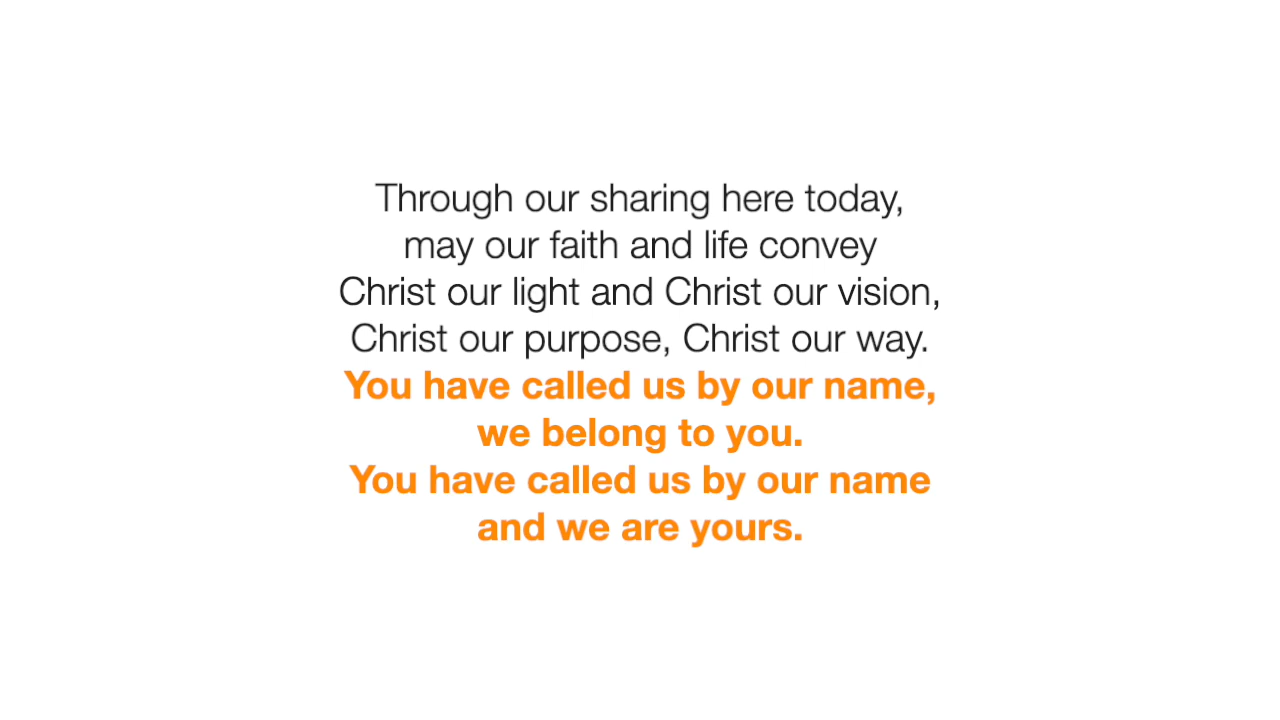 Through our sharing here today,
may our faith and life convey
Christ our light and Christ our vision,
Christ our purpose, Christ our way.
You have called us by our name,
we belong to you.
You have called us by our name
and we are yours.